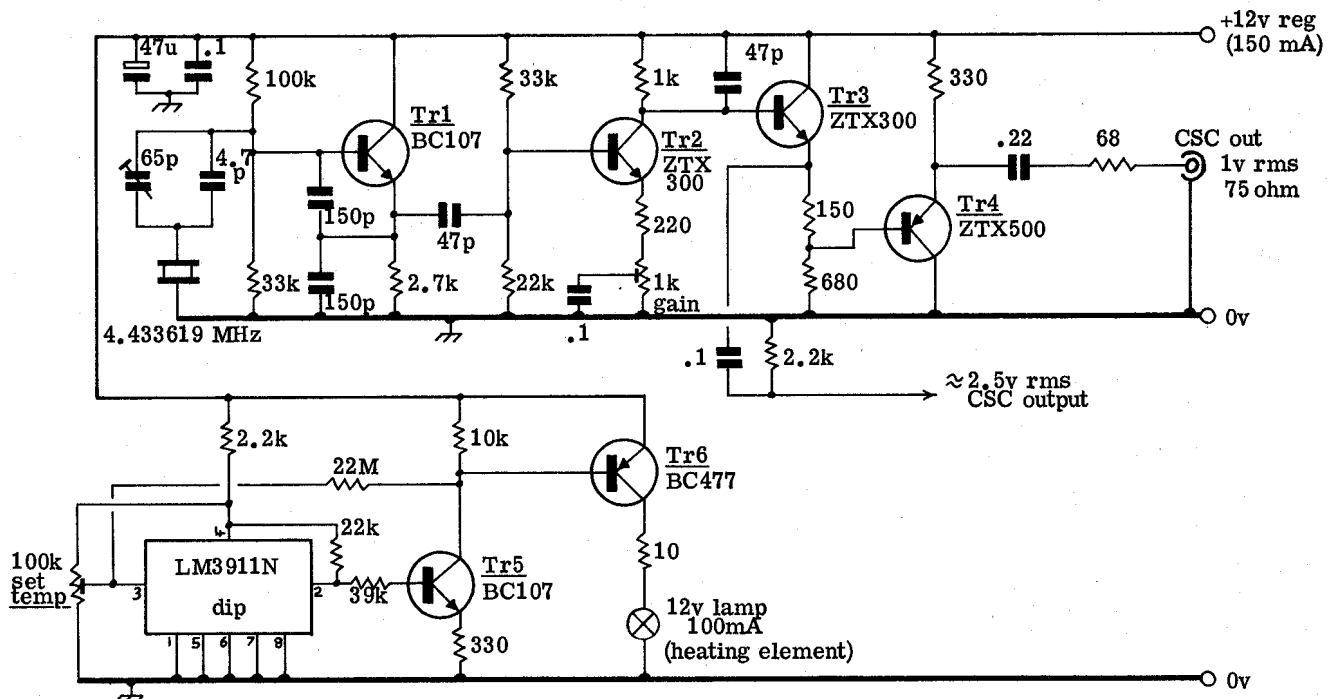 +12v reg
(150 mA)
47u
.1
100k
Tr1
BC107
33k
1k
47p
Tr3
ZTX300
330
65p
4.7
p
150p
47p
Tr2
ZTX
300
220
150
.22
68
CSC out
1v rms
75 ohm
Tr4
ZTX500
33k
150p
2.7k
22k
1k
gain
680
4.433619 MHz
.1
0v
.1
2.2k
≈2.5v rms
CSC output
2.2k
10k
22M
Tr6
BC477
4
22k
100k
set
temp
LM3911N
dip
3
2
39k
Tr5
BC107
10
12v lamp
100mA
(heating element)
1
5
6
7
8
330
0v